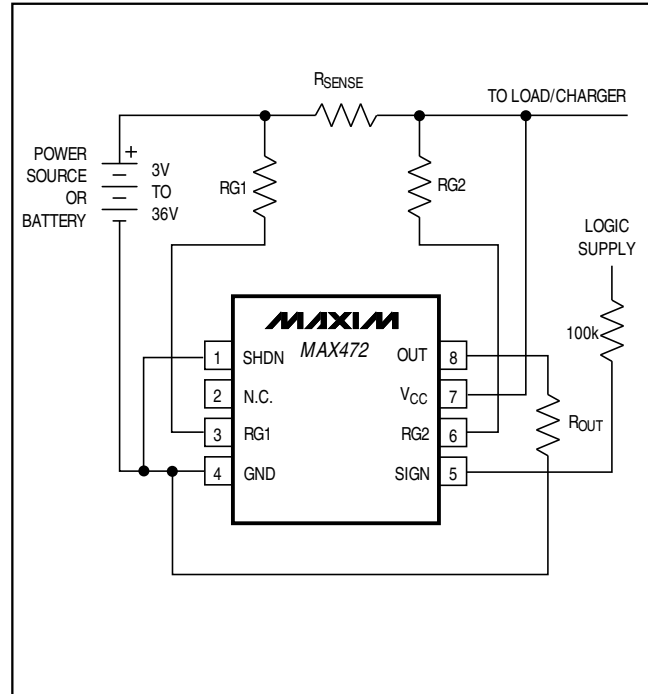 RSENSE
TO LOAD/CHARGER
POWER
SOURCE
OR
BATTERY
+
3V
TO
36V
RG1
RG2
LOGIC
SUPPLY
100k
MAXIM
MAX472
1 SHDN
2 N.C.
3 RG1
4 GND
OUT 8
VCC 7
RG2 6
SIGN 5
ROUT